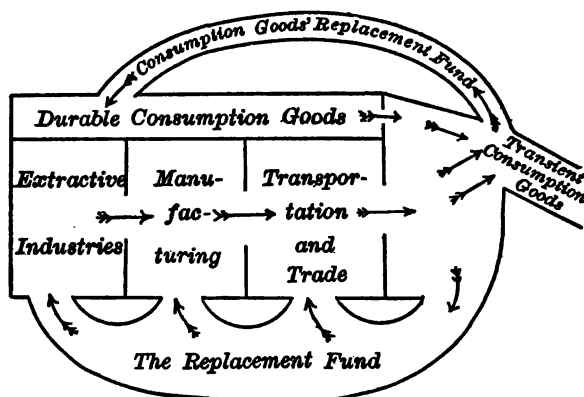 Consumption Goods' Replacement Fund
Durable Consumption Goods
Transient
Consumption
Goods
Extractive
Industries
Manu-
fac-
turing
Transpor-
tation
and
Trade
The Replacement Fund